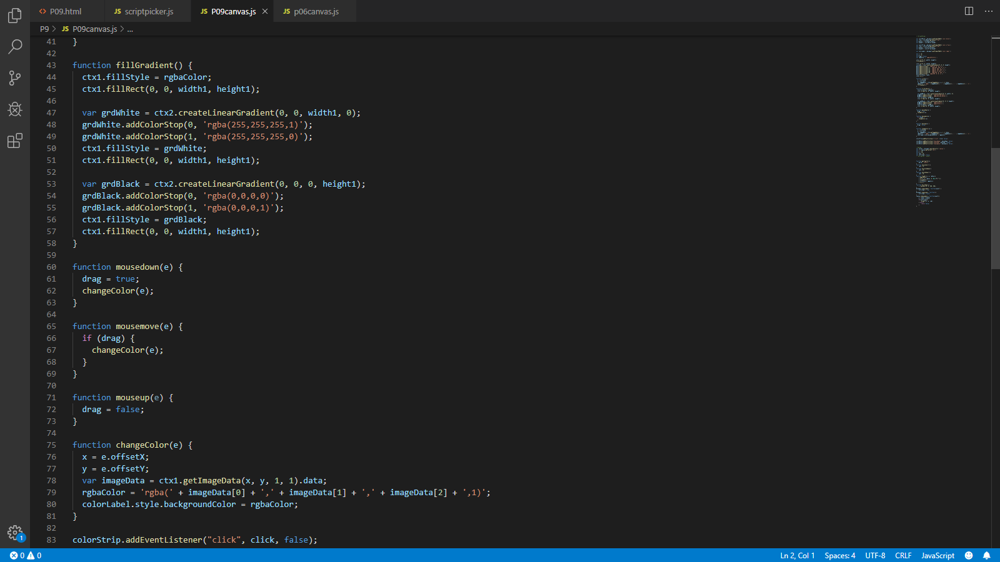 <> P09.html JS scriptpicker.js JS P09canvas.js × JS p06canvas.js ...
P9 > JS P09canvas.js > ...
41 }
42
43 function fillGradient() {
44 ctx1.fillStyle = rgbaColor;
45 ctx1.fillRect(0, 0, width1, height1);
46
47 var grdWhite = ctx2.createLinearGradient(0, 0, width1, 0);
48 grdWhite.addColorStop(0, 'rgba(255,255,255,1)');
49 grdWhite.addColorStop(1, 'rgba(255,255,255,0)');
50 ctx1.fillStyle = grdWhite;
51 ctx1.fillRect(0, 0, width1, height1);
52
53 var grdBlack = ctx2.createLinearGradient(0, 0, 0, height1);
54 grdBlack.addColorStop(0, 'rgba(0,0,0,0)');
55 grdBlack.addColorStop(1, 'rgba(0,0,0,1)');
56 ctx1.fillStyle = grdBlack;
57 ctx1.fillRect(0, 0, width1, height1);
58 }
59
60 function mousedown(e) {
61 drag = true;
62 changeColor(e);
63 }
64
65 function mousemove(e) {
66 if (drag) {
67 changeColor(e);
68 }
69 }
70
71 function mouseup(e) {
72 drag = false;
73 }
74
75 function changeColor(e) {
76 x = e.offsetX;
77 y = e.offsetY;
78 var imageData = ctx1.getImageData(x, y, 1, 1).data;
79 rgbaColor = 'rgba(' + imageData[0] + ',' + imageData[1] + ',' + imageData[2] + ',1)';
80 colorLabel.style.backgroundColor = rgbaColor;
81 }
82
83 colorStrip.addEventListener("click", click, false);
1
0 0 Ln 2, Col 1 Spaces: 4 UTF-8 CRLF JavaScript